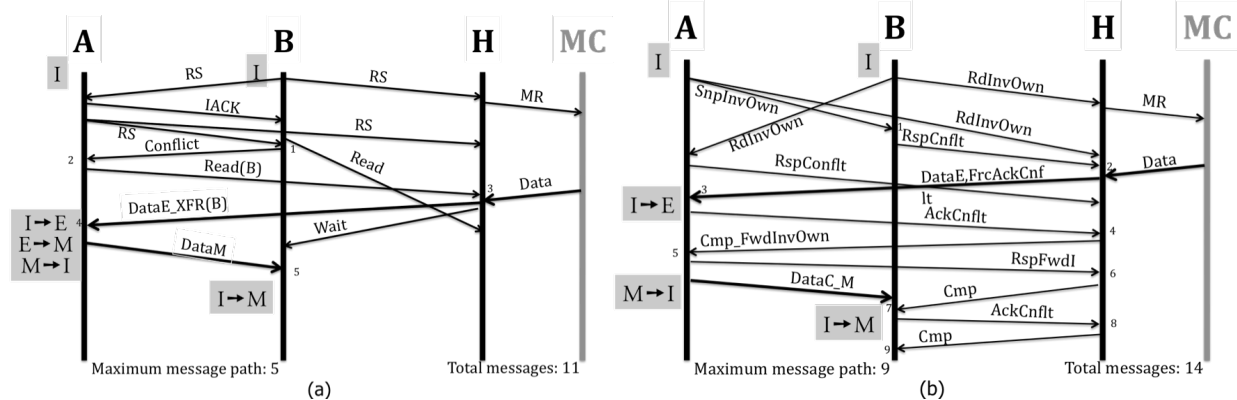 A
B
H
MC
I
I
RS
RS
MR
IACK
RS
RS
Conflict
1
Read
2
Read(B)
3
Data
DataE_XFR(B)
4
Wait
I→E
E→M
M→I
DataM
5
I→M
Maximum message path: 5
Total messages: 11
(a)
A
B
H
MC
I
I
RdInvOwn
SnpInvOwn
MR
RdInvOwn
1
RspCnflt
RdInvOwn
2
RspConflt
Data
DataE,FrcAckCnf
lt
3
I→E
AckCnflt
4
Cmp_FwdInvOwn
5
RspFwdI
6
M→I
DataC_M
Cmp
7
I→M
AckCnflt
8
Cmp
9
Maximum message path: 9
Total messages: 14
(b)